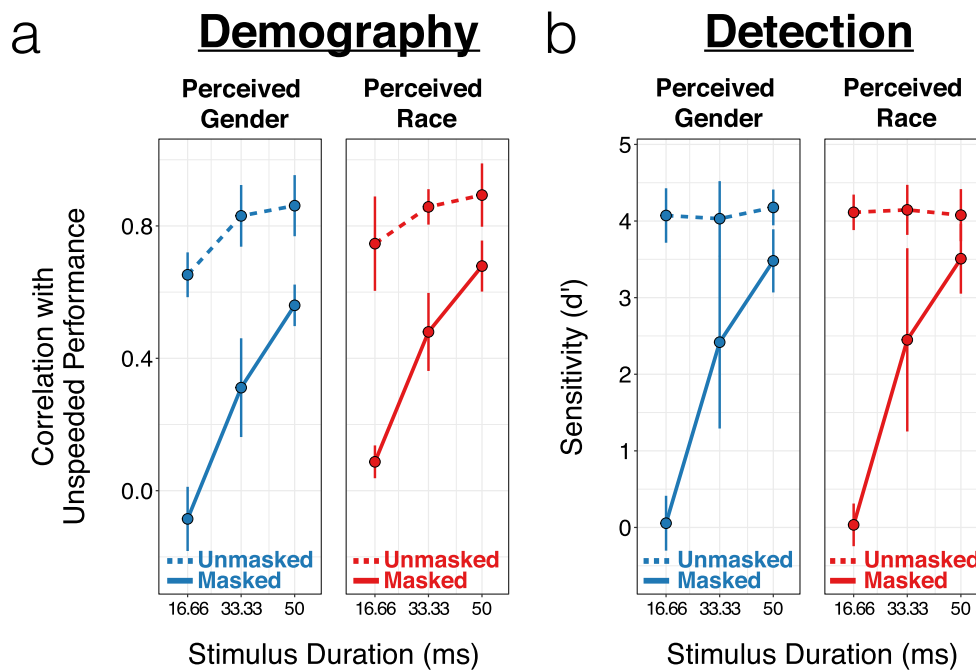 a
Demography
Perceived
Gender
Perceived
Race
Correlation with
Unspeeded Performance
0.8
0.4
0.0
Unmasked
Masked
Unmasked
Masked
16.66 33.33 50
16.66 33.33 50
Stimulus Duration (ms)
b
Detection
Perceived
Gender
Perceived
Race
Sensitivity (d')
5
4
3
2
1
0
Unmasked
Masked
Unmasked
Masked
16.66 33.33 50
16.66 33.33 50
Stimulus Duration (ms)